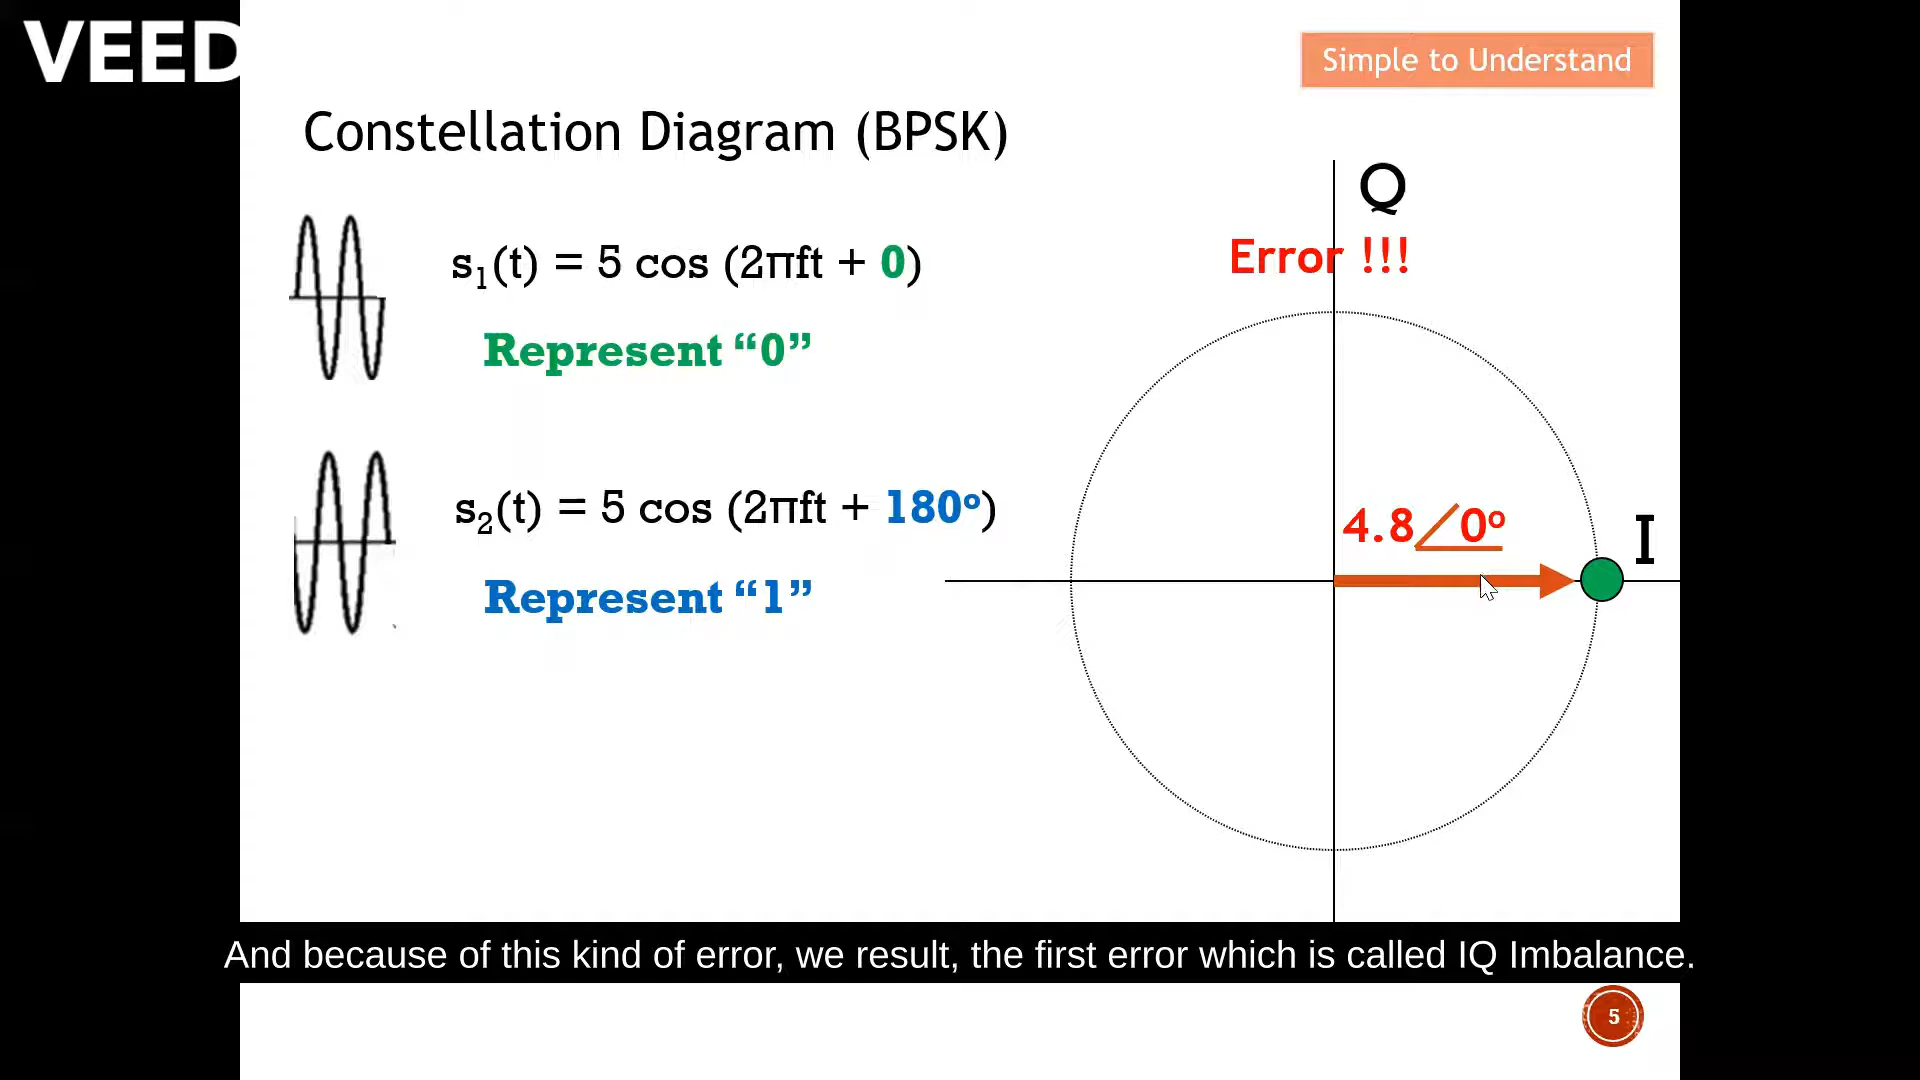 VEED
Simple to Understand
Constellation Diagram (BPSK)
Q
Error !!!
s₁(t) = 5 cos (2πft + 0)
Represent “0”
s₂(t) = 5 cos (2πft + 180º)
4.8∠0º
I
Represent “1”
And because of this kind of error, we result, the first error which is called IQ Imbalance.
5